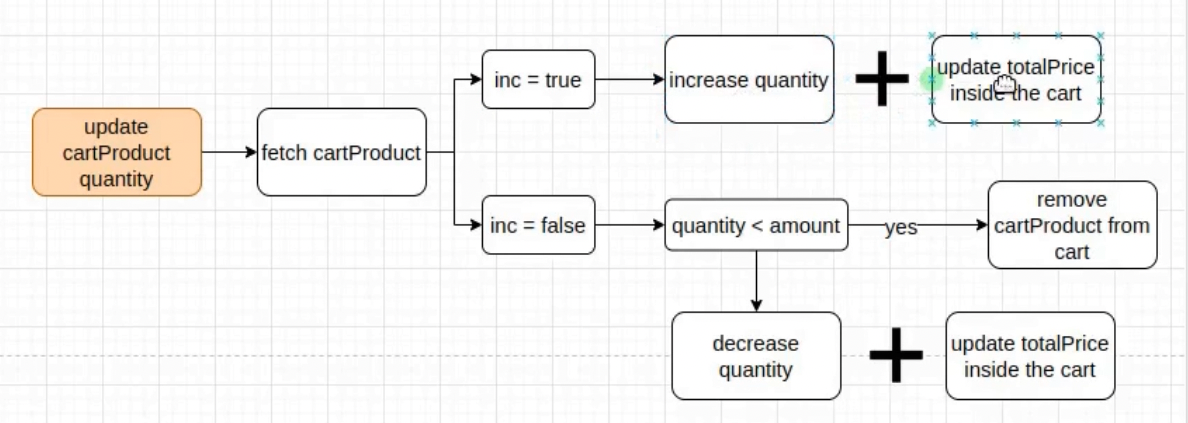 update
cartProduct
quantity
fetch cartProduct
inc = true
increase quantity
update totalPrice
inside the cart
inc = false
quantity < amount
yes
remove
cartProduct from
cart
decrease
quantity
update totalPrice
inside the cart